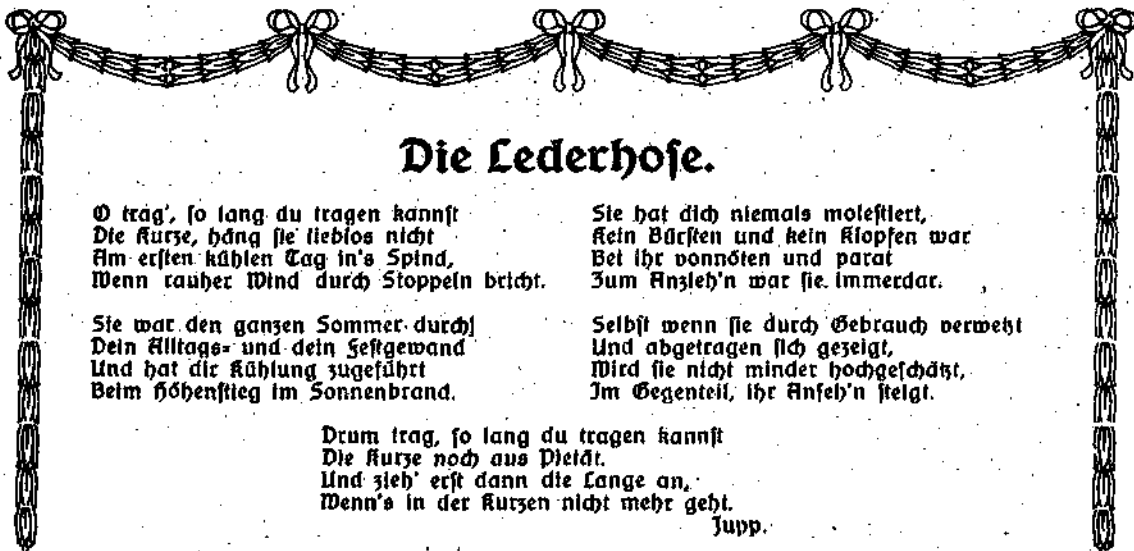 Die Lederhose.
O trag', so lang du tragen kannst
Die Kurze, häng sie lieblos nicht
Am ersten kühlen Tag in's Spind,
Wenn rauher Wind durch Stoppeln bricht.
Sie war den ganzen Sommer durch
Dein Alltags- und dein Festgewand
Und hat dir Kühlung zugeführt
Beim Höhenstieg im Sonnenbrand.
Sie hat dich niemals molestiert,
Kein Bürsten und kein Klopfen war
Bei ihr vonnöten und parat
Zum Anzieh'n war sie immerdar.
Selbst wenn sie durch Gebrauch verwetzt
Und abgetragen sich gezeigt,
Wird sie nicht minder hochgeschätzt,
Im Gegenteil, ihr Anseh'n steigt.
Drum trag, so lang du tragen kannst
Die Kurze noch aus Pietät.
Und zieh' erst dann die Lange an,
Wenn's in der Kurzen nicht mehr geht.
Jupp.